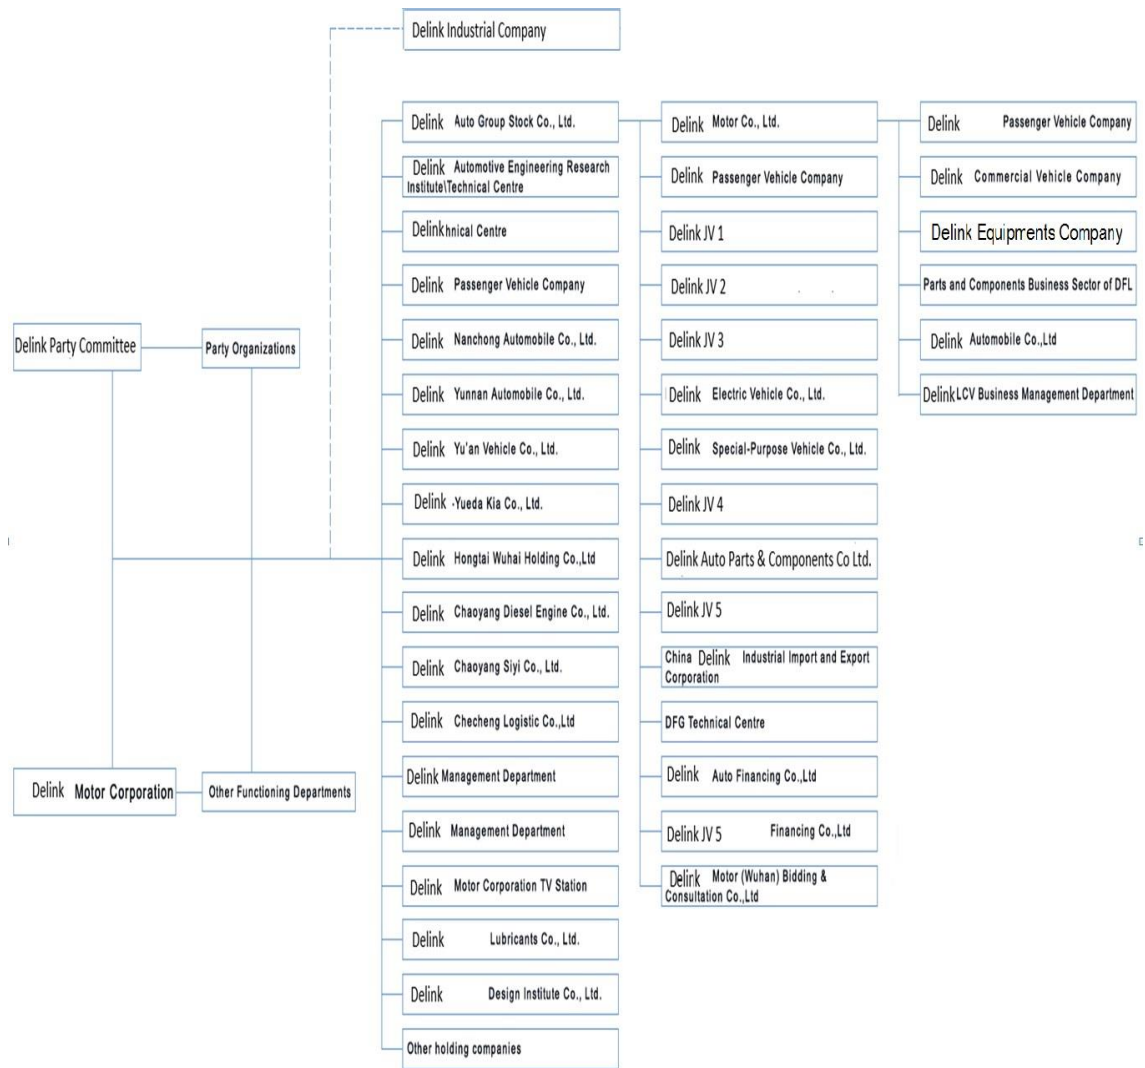 Delink Industrial Company
Delink Auto Group Stock Co., Ltd.
Delink Automotive Engineering Research
Institute\Technical Centre
Delinkhnical Centre
Delink Passenger Vehicle Company
Delink Nanchong Automobile Co., Ltd.
Delink Yunnan Automobile Co., Ltd.
Delink Yu'an Vehicle Co., Ltd.
Delink -Yueda Kia Co., Ltd.
Delink Hongtai Wuhai Holding Co.,Ltd
Delink Chaoyang Diesel Engine Co., Ltd.
Delink Chaoyang Siyi Co., Ltd.
Delink Checheng Logistic Co.,Ltd
Delink Management Department
Delink Management Department
Delink Motor Corporation TV Station
Delink Lubricants Co., Ltd.
Delink Design Institute Co., Ltd.
Other holding companies
Delink Motor Co., Ltd.
Delink Passenger Vehicle Company
Delink JV 1
Delink JV 2
Delink JV 3
Delink Electric Vehicle Co., Ltd.
Delink Special-Purpose Vehicle Co., Ltd.
Delink JV 4
Delink Auto Parts & Components Co Ltd.
Delink JV 5
China Delink Industrial Import and Export
Corporation
DFG Technical Centre
Delink Auto Financing Co.,Ltd
Delink JV 5 Financing Co.,Ltd
Delink Motor (Wuhan) Bidding &
Consultation Co.,Ltd
Delink Passenger Vehicle Company
Delink Commercial Vehicle Company
Delink Equipments Company
Parts and Components Business Sector of DFL
Delink Automobile Co.,Ltd
Delink LCV Business Management Department
Delink Party Committee
Party Organizations
Delink Motor Corporation
Other Functioning Departments